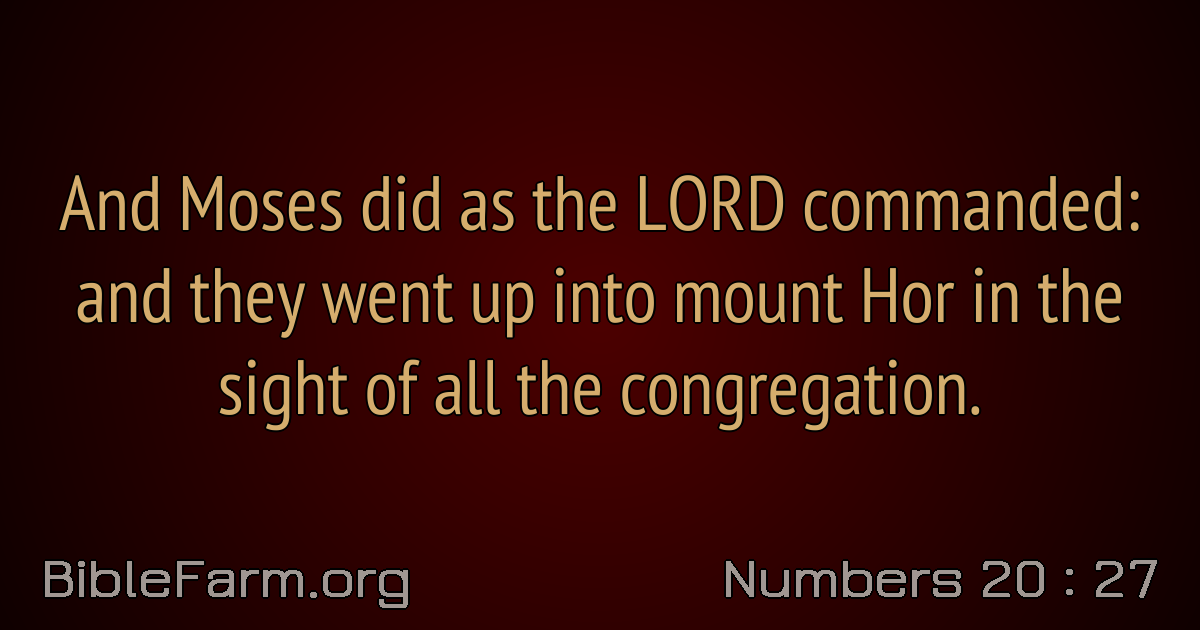 And Moses did as the LORD commanded:
and they went up into mount Hor in the
sight of all the congregation.
BibleFarm.org
Numbers 20 : 27